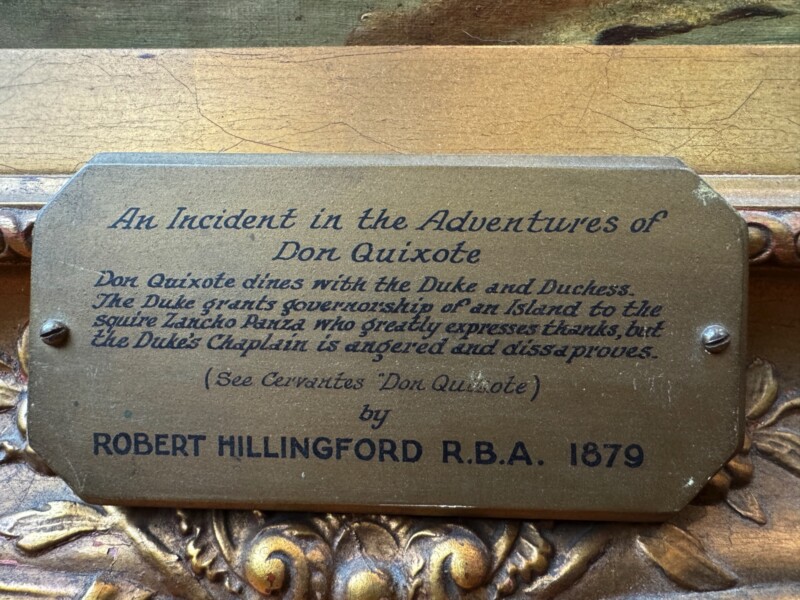 An Incident in the Adventures of
Don Quixote
Don Quixote dines with the Duke and Duchess.
The Duke grants governorship of an Island to the
squire Zancho Panza who greatly expresses thanks, but
the Duke's Chaplain is angered and dissaproves.
(See Cervantes "Don Quixote)
by
ROBERT HILLINGFORD R.B.A. 1879